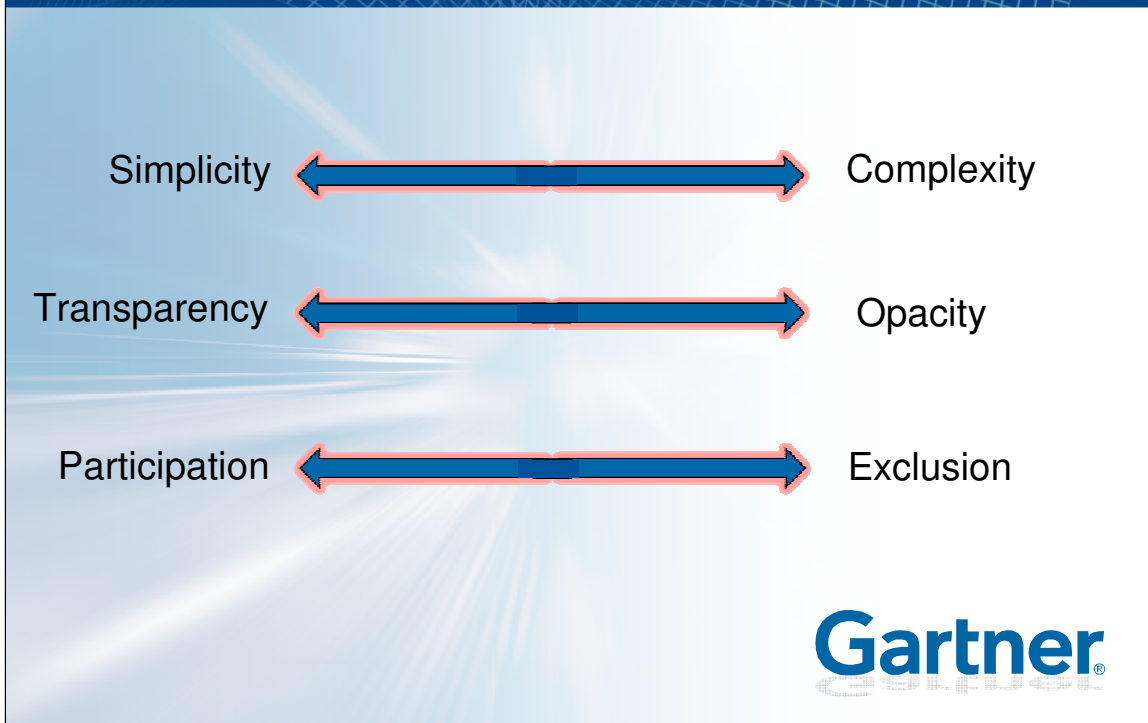 Simplicity Complexity
Transparency Opacity
Participation Exclusion
Gartner®